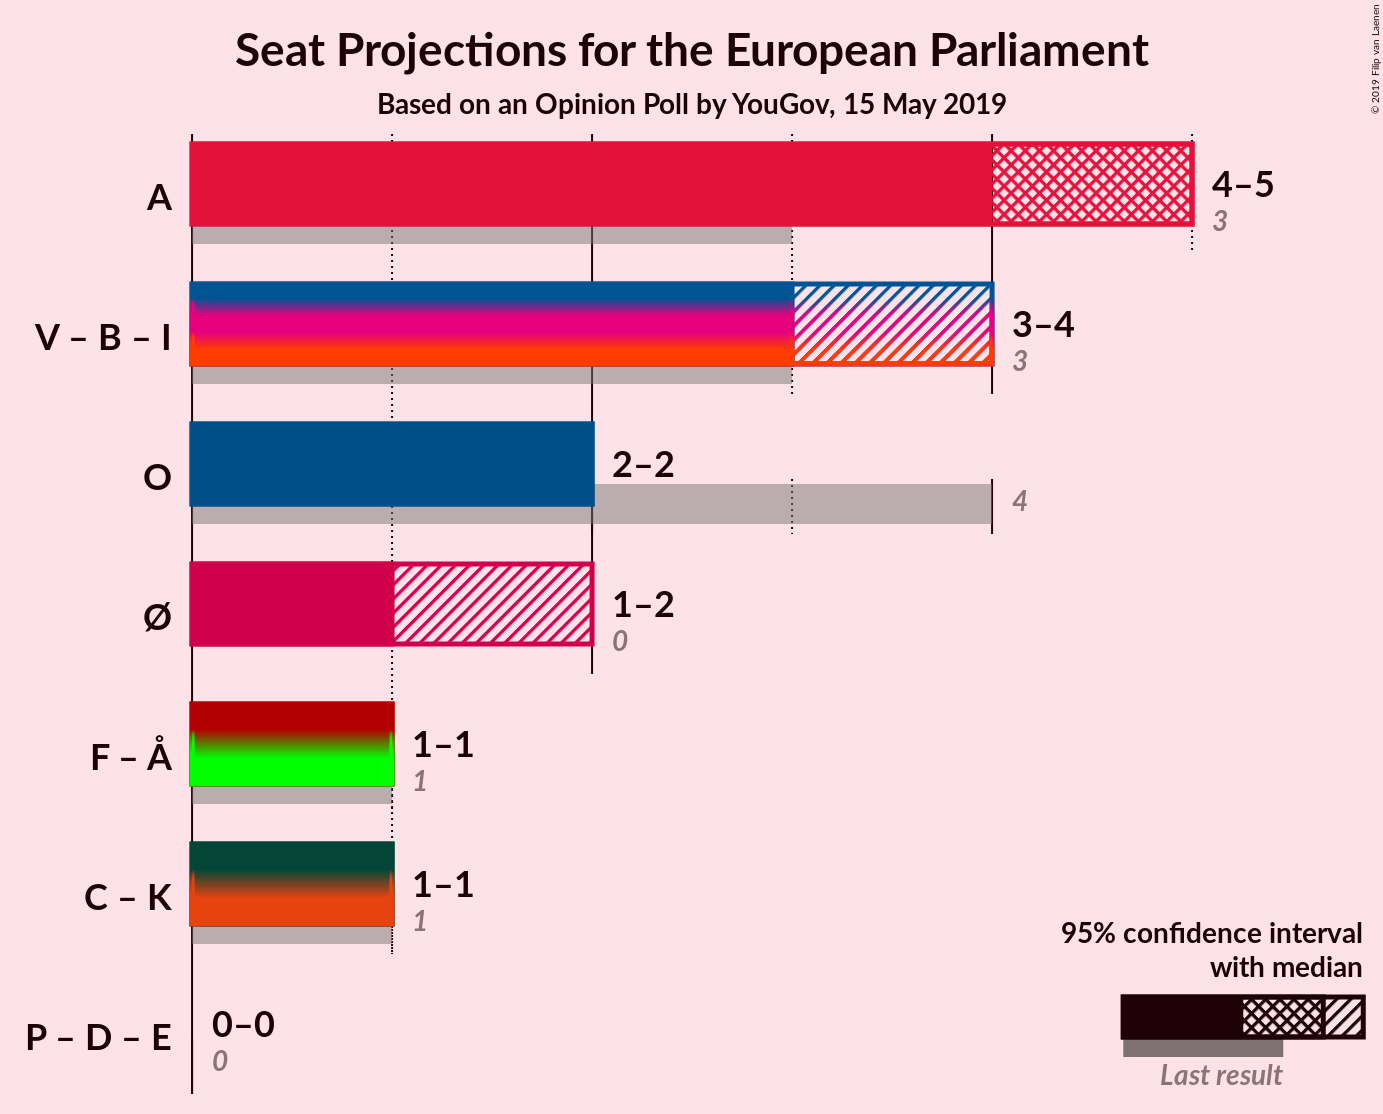 Seat Projections for the European Parliament
Based on an Opinion Poll by YouGov, 15 May 2019
© 2019 Filip van Laenen
A
4–5
3
V – B – I
3–4
3
O
2–2
4
Ø
1–2
0
F – Å
1–1
1
C – K
1–1
1
P – D – E
0–0
0
95% confidence interval
with median
Last result